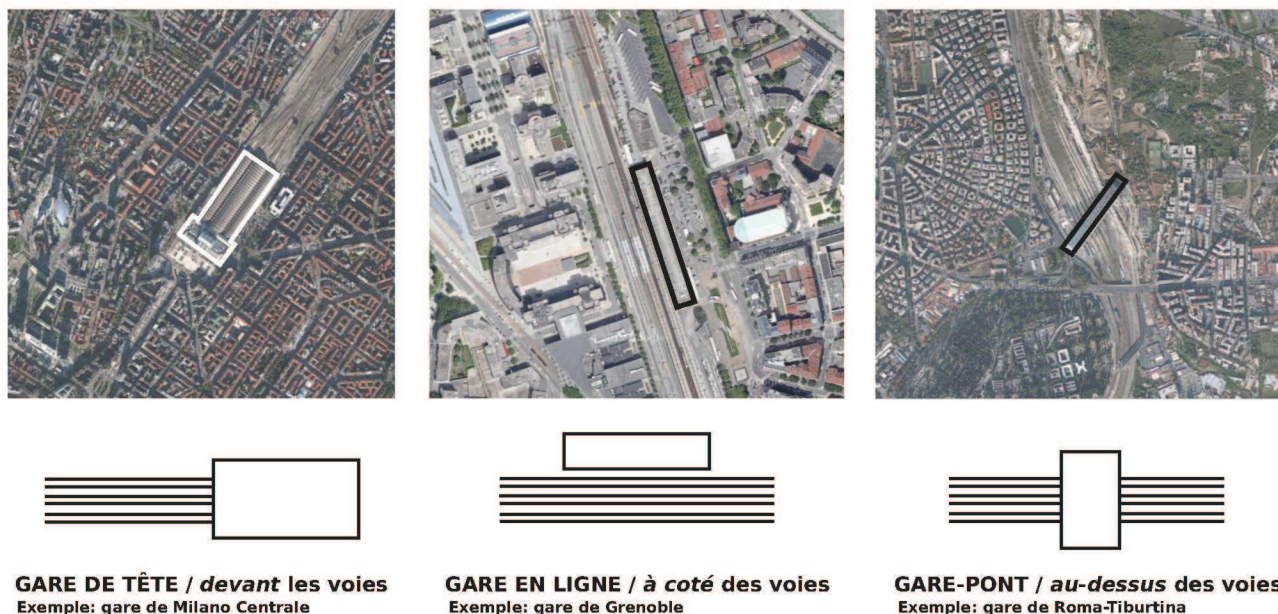 GARE DE TÊTE / devant les voies
Exemple: gare de Milano Centrale
GARE EN LIGNE / à coté des voies
Exemple: gare de Grenoble
GARE-PONT / au-dessus des voies
Exemple: gare de Roma-Tiburtina